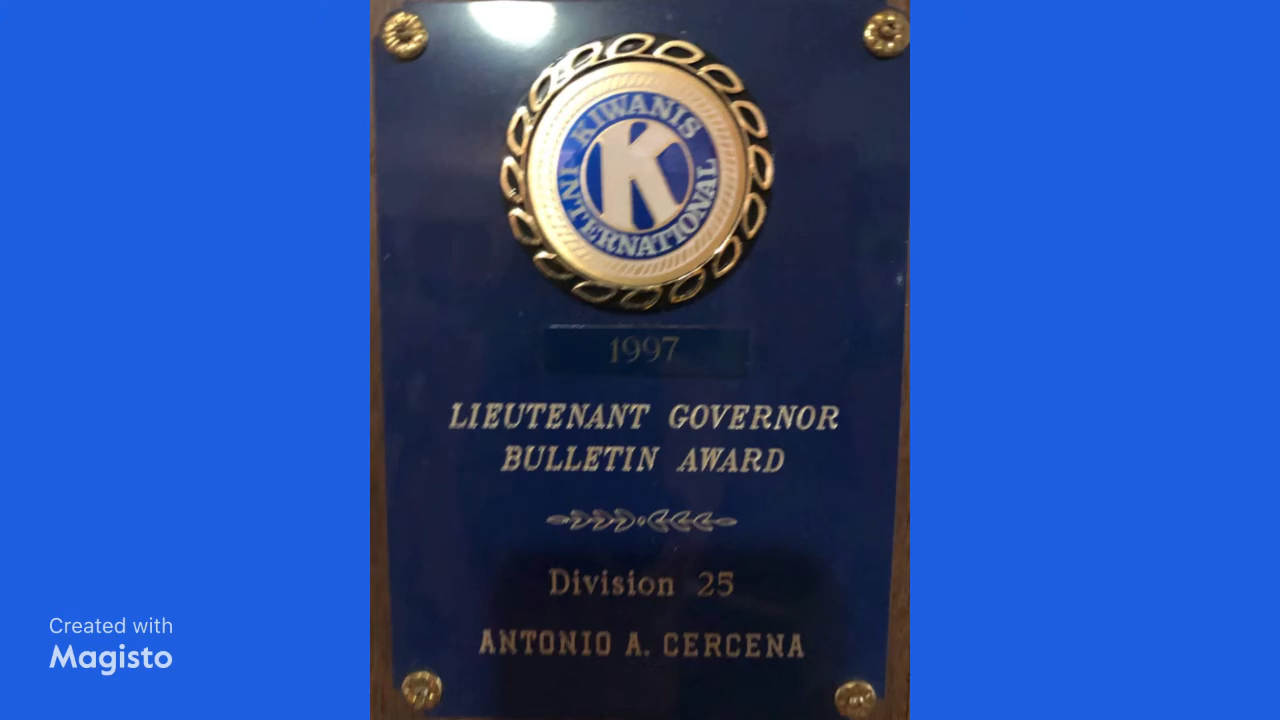 KIWANIS
INTERNATIONAL
K
1997
LIEUTENANT GOVERNOR
BULLETIN AWARD
Division 25
ANTONIO A. CERCENA
Created with
Magisto